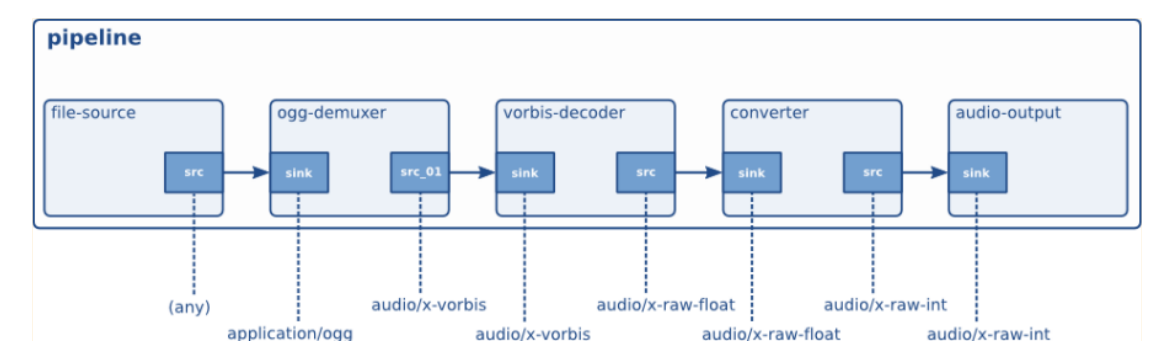 pipeline
file-source
ogg-demuxer
vorbis-decoder
converter
audio-output
src
sink
src_01
sink
src
sink
src
sink
(any)
audio/x-vorbis
audio/x-raw-float
audio/x-raw-int
application/ogg
audio/x-vorbis
audio/x-raw-float
audio/x-raw-int